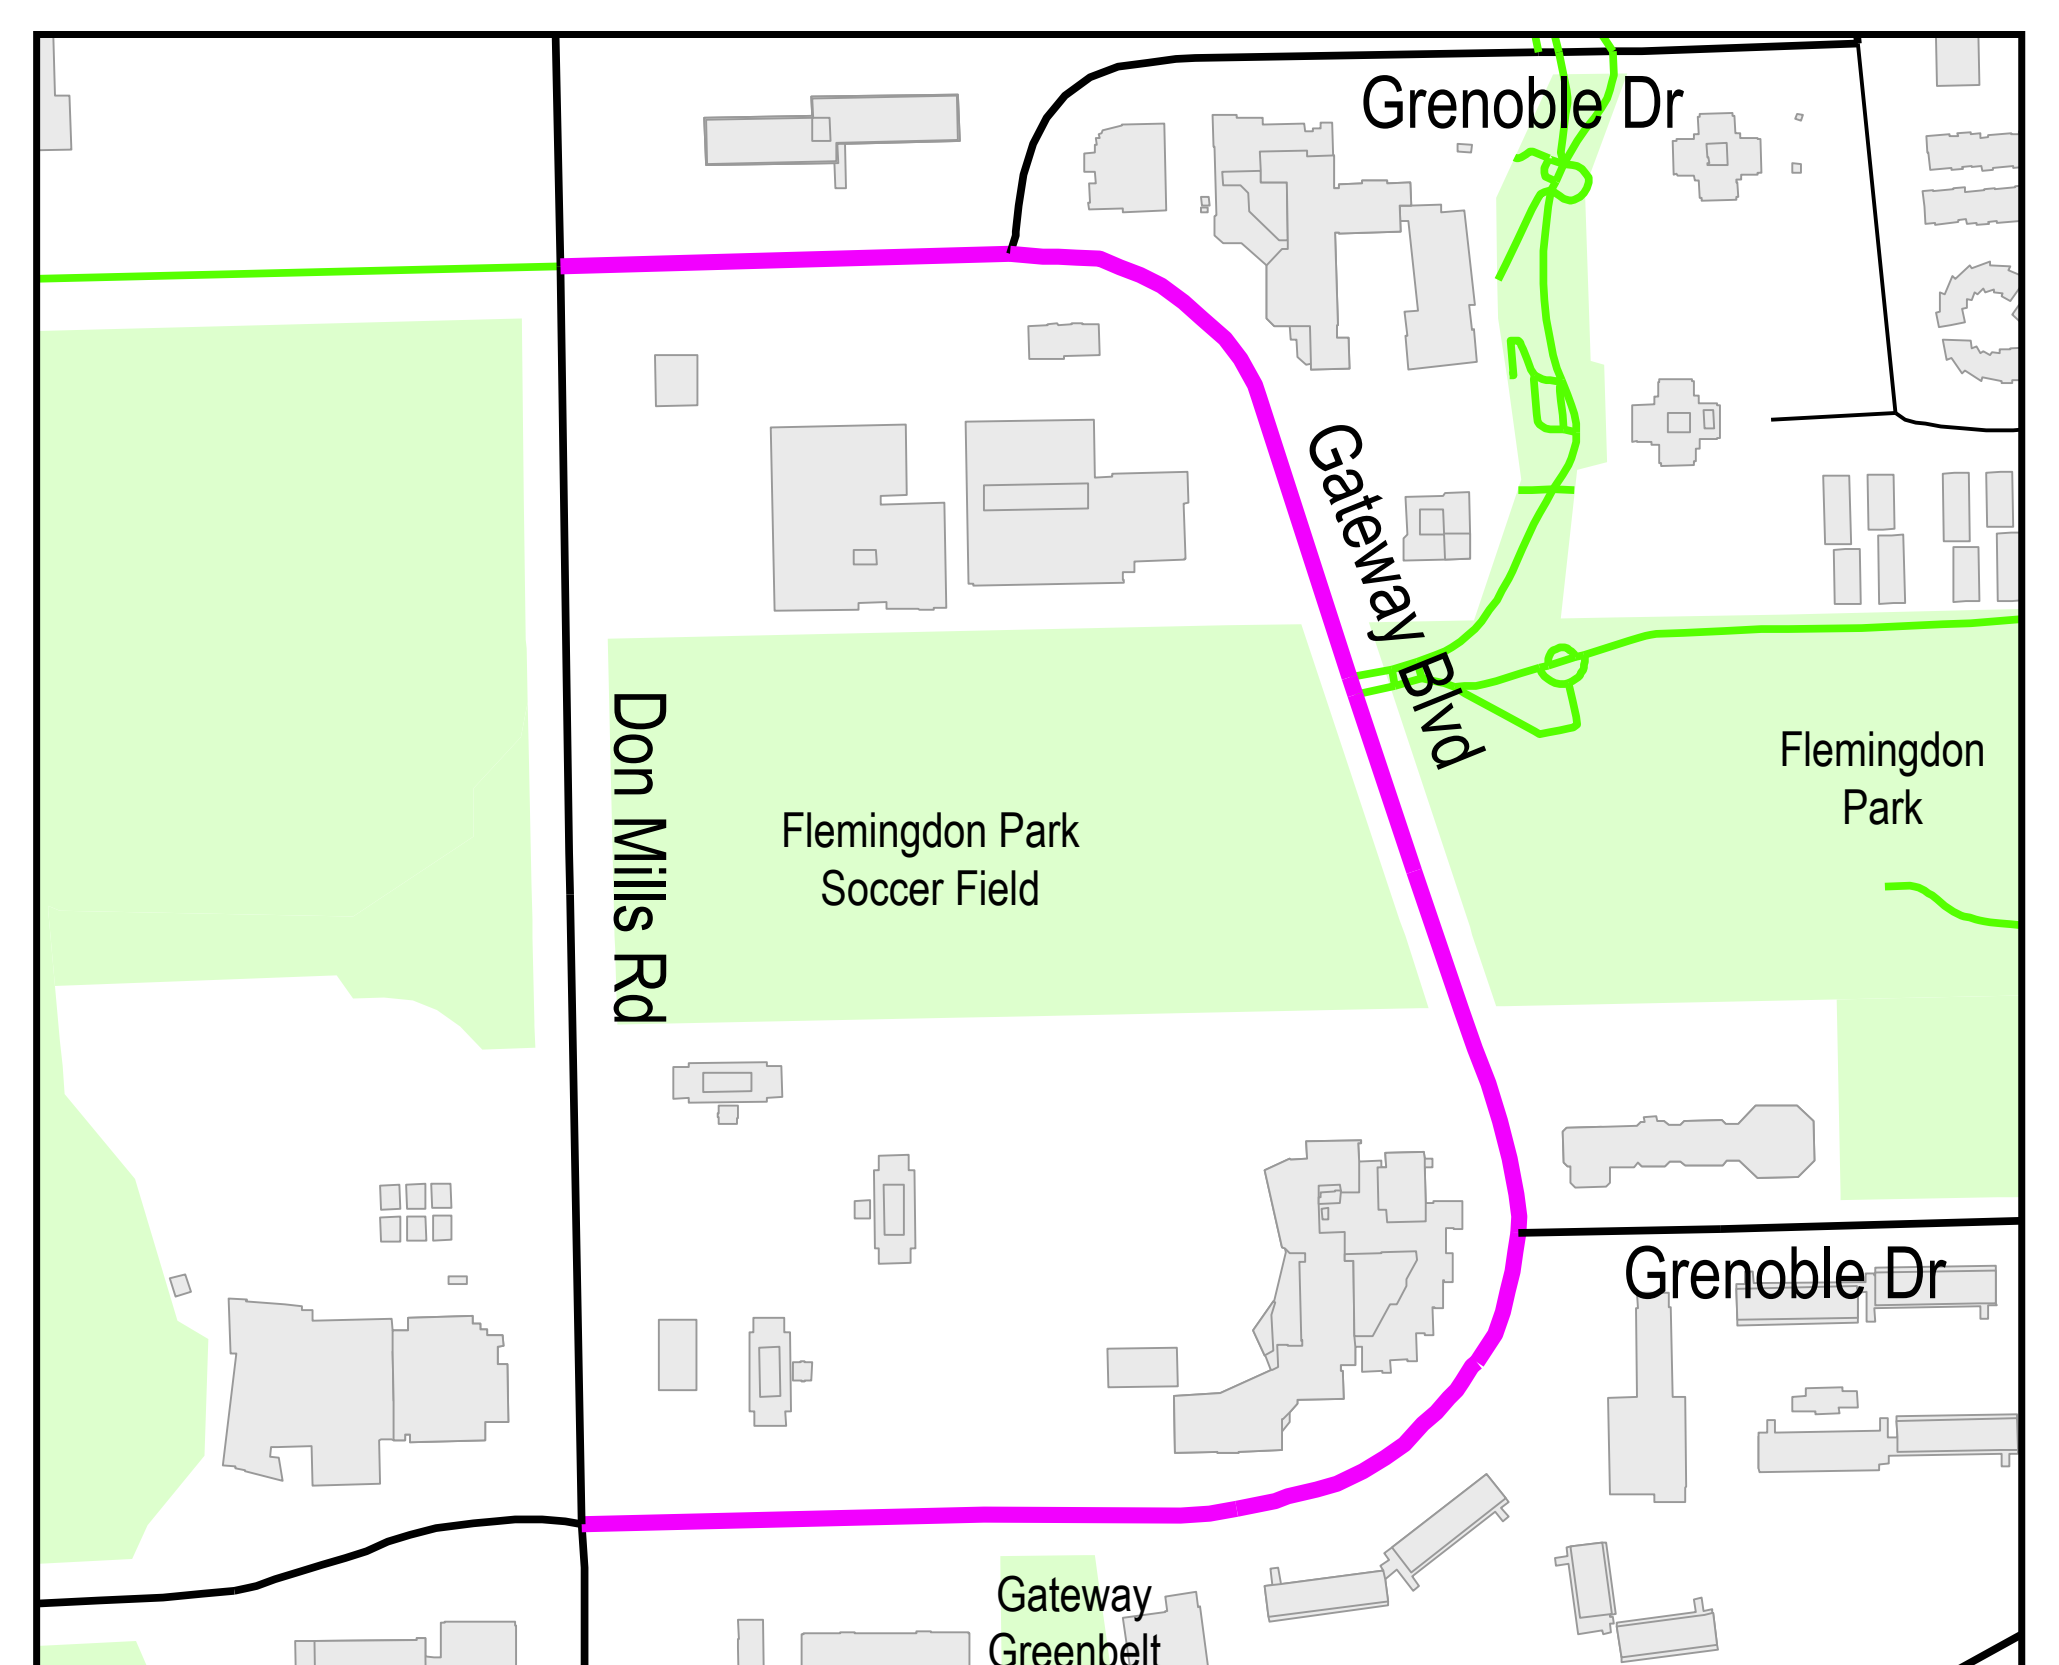 Grenoble Dr
Gateway Blvd
Don Mills Rd
Flemingdon
Park
Flemingdon Park
Soccer Field
Grenoble Dr
Gateway
Greenbelt